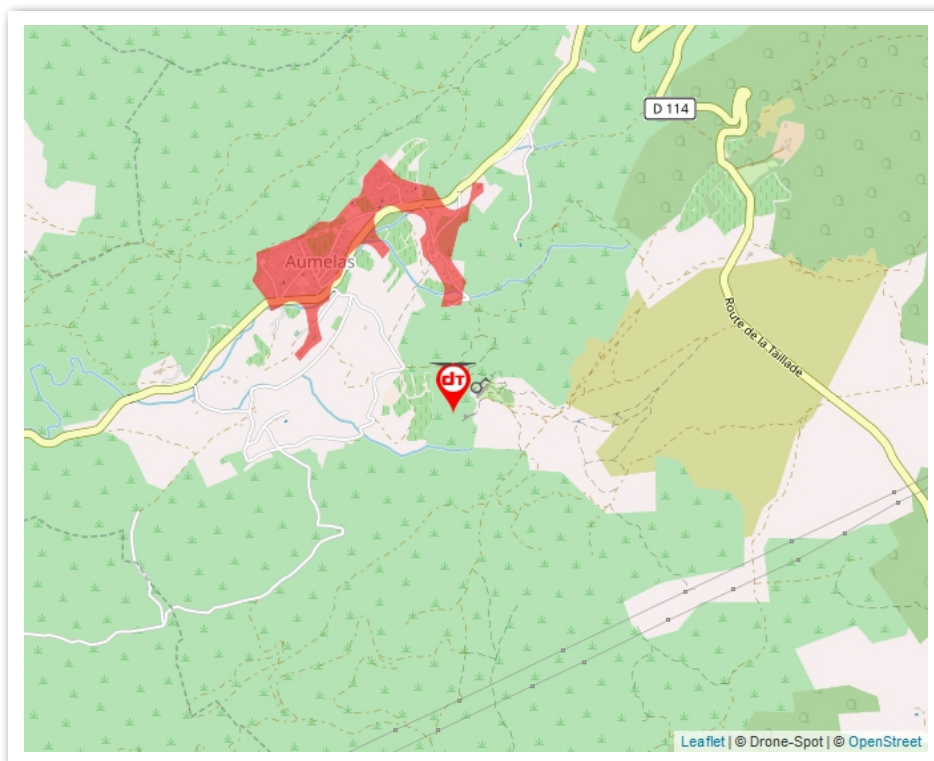 D 114
Aumelas
Route de la Taillade
dT
Leaflet | © Drone-Spot | © OpenStreet